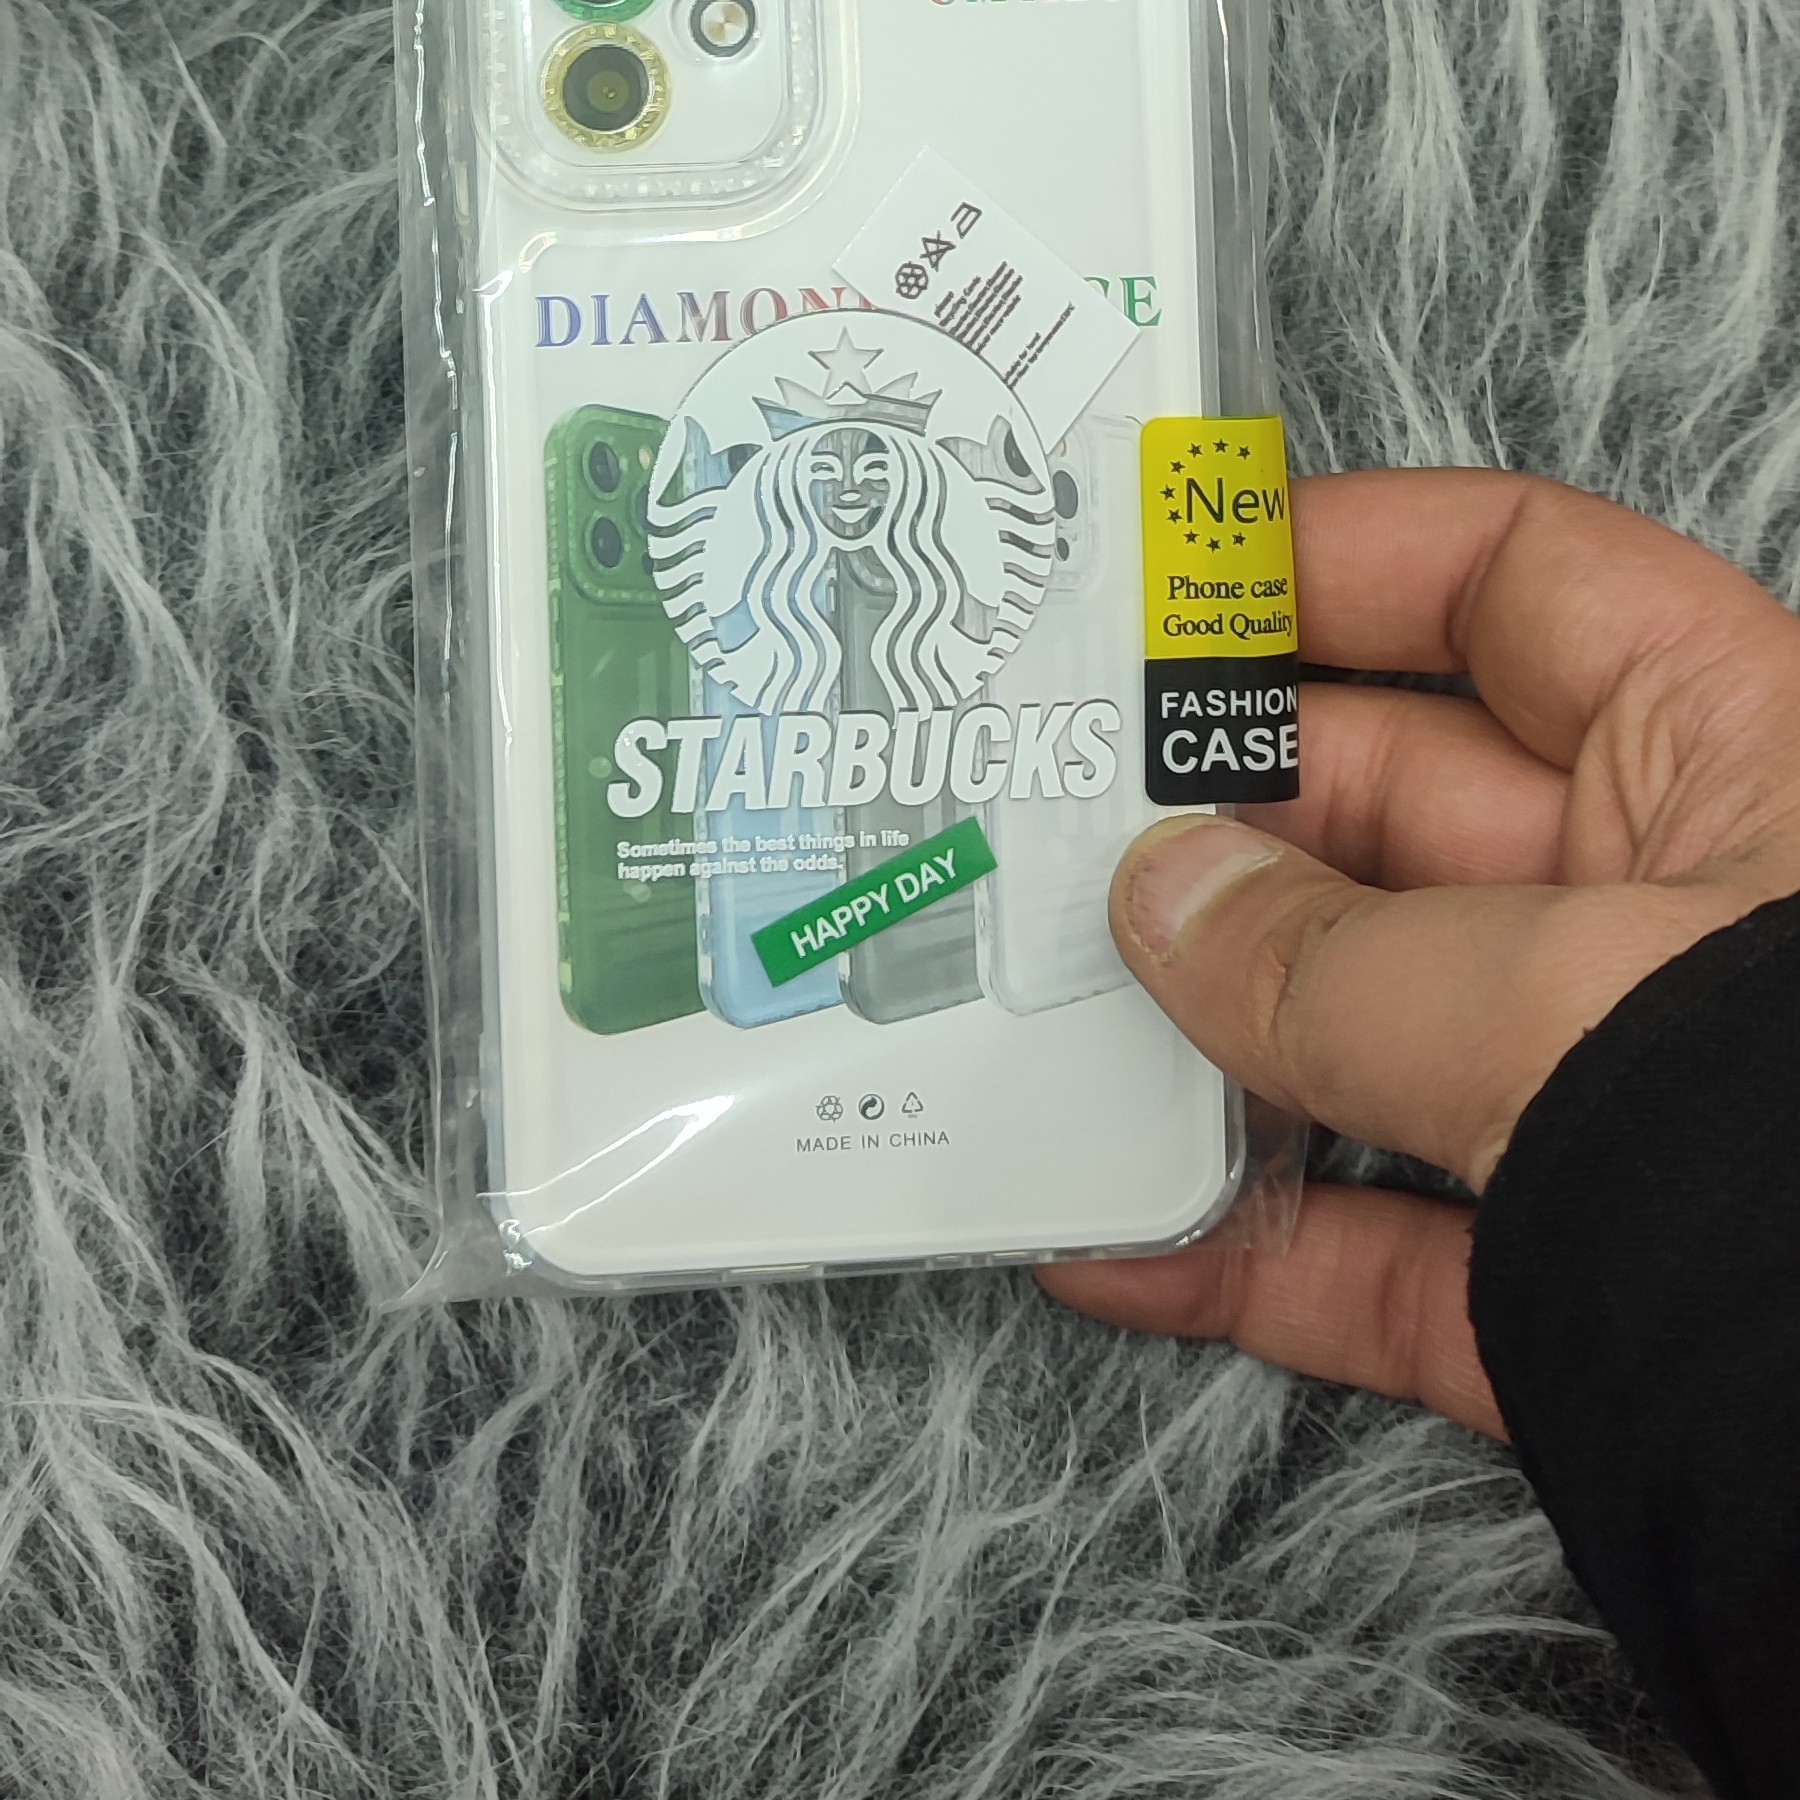 DIAMON
New
Phone case
Good Quality
FASHION
CASE
STARBUCKS
Sometimes the best things in life
happen against the odds.
HAPPY DAY
MADE IN CHINA